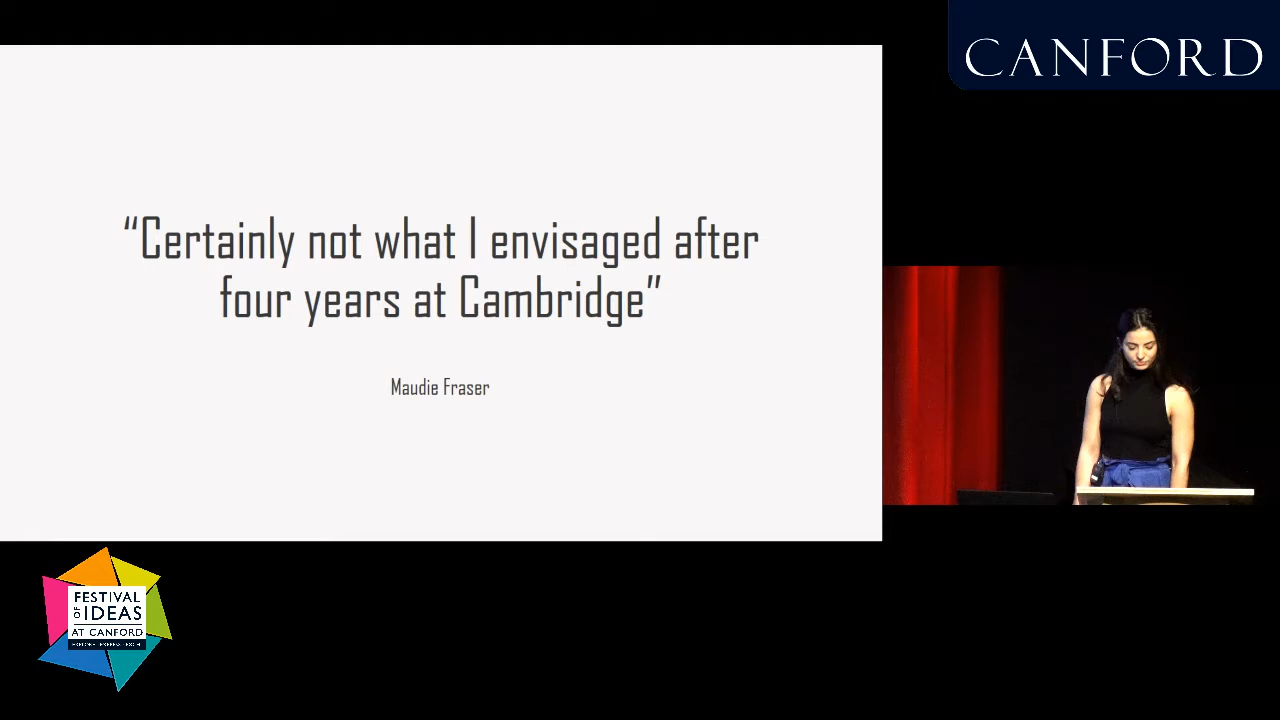 CANFORD
“Certainly not what I envisaged after
four years at Cambridge”
Maudie Fraser
FESTIVAL
OF IDEAS
AT CANFORD